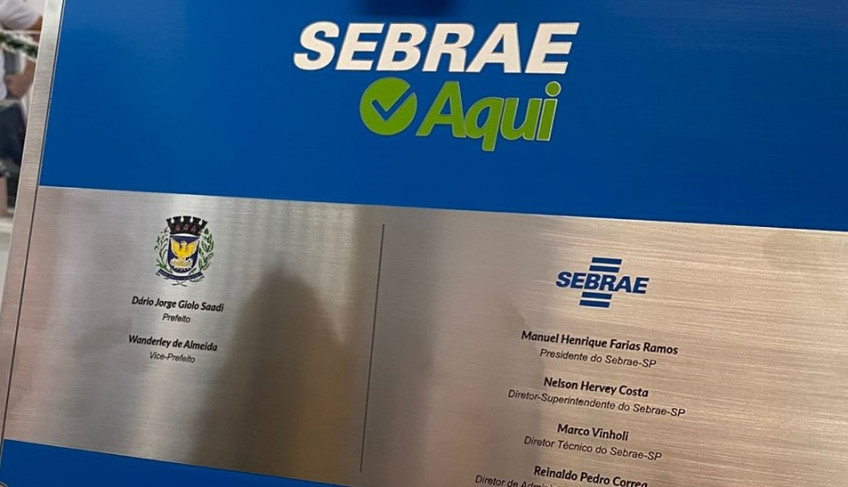 SEBRAE
Aqui
Dário Jorge Giolo Saadi
Prefeito
Wanderley de Almeida
Vice-Prefeito
SEBRAE
Manuel Henrique Farias Ramos
Presidente do Sebrae-SP
Nelson Hervey Costa
Diretor-Superintendente do Sebrae-SP
Marco Vinholi
Diretor Técnico do Sebrae-SP
Reinaldo Pedro Correa
Diretor de